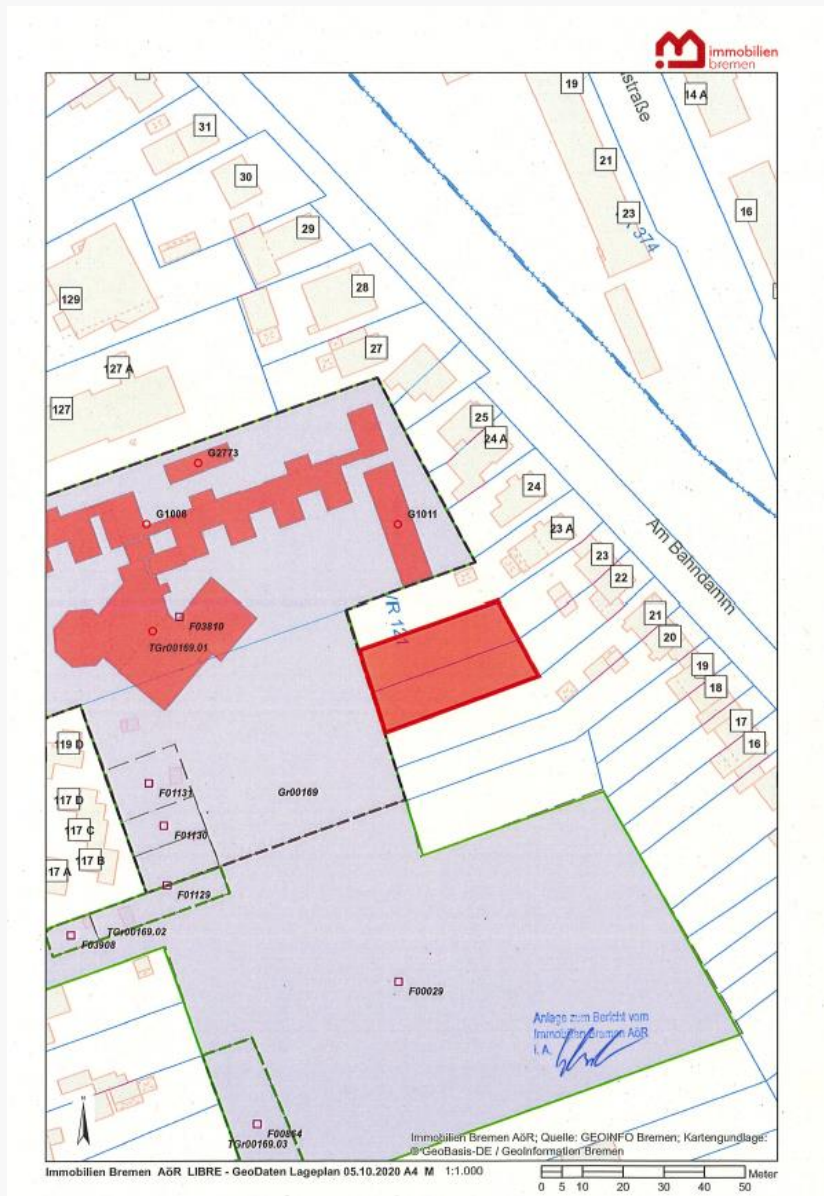 immobilien
bremen
19
straße
14 A
31
21
30
23
16
29
374
129
28
27
127 A
127
25
24 A
G2773
24
G1008
G1011
23 A
Am Bahndamm
23
22
VR 121
21
F03810
20
TGr00169.01
19
18
17
119 D
16
F01131
Gr00169
117 D
117 C
F01130
117 B
17 A
F01129
TGr00169.02
F03908
F00029
Anlage zum Bericht vom
Immobilien Bremen AöR
i. A.
N
F00864
TGr00169.03
Immobilien Bremen AöR; Quelle: GEOINFO Bremen; Kartengundlage:
© GeoBasis-DE / GeoInformation Bremen
Immobilien Bremen AöR LIBRE - GeoDaten Lageplan 05.10.2020 A4 M 1:1.000
Meter
0 5 10 20 30 40 50